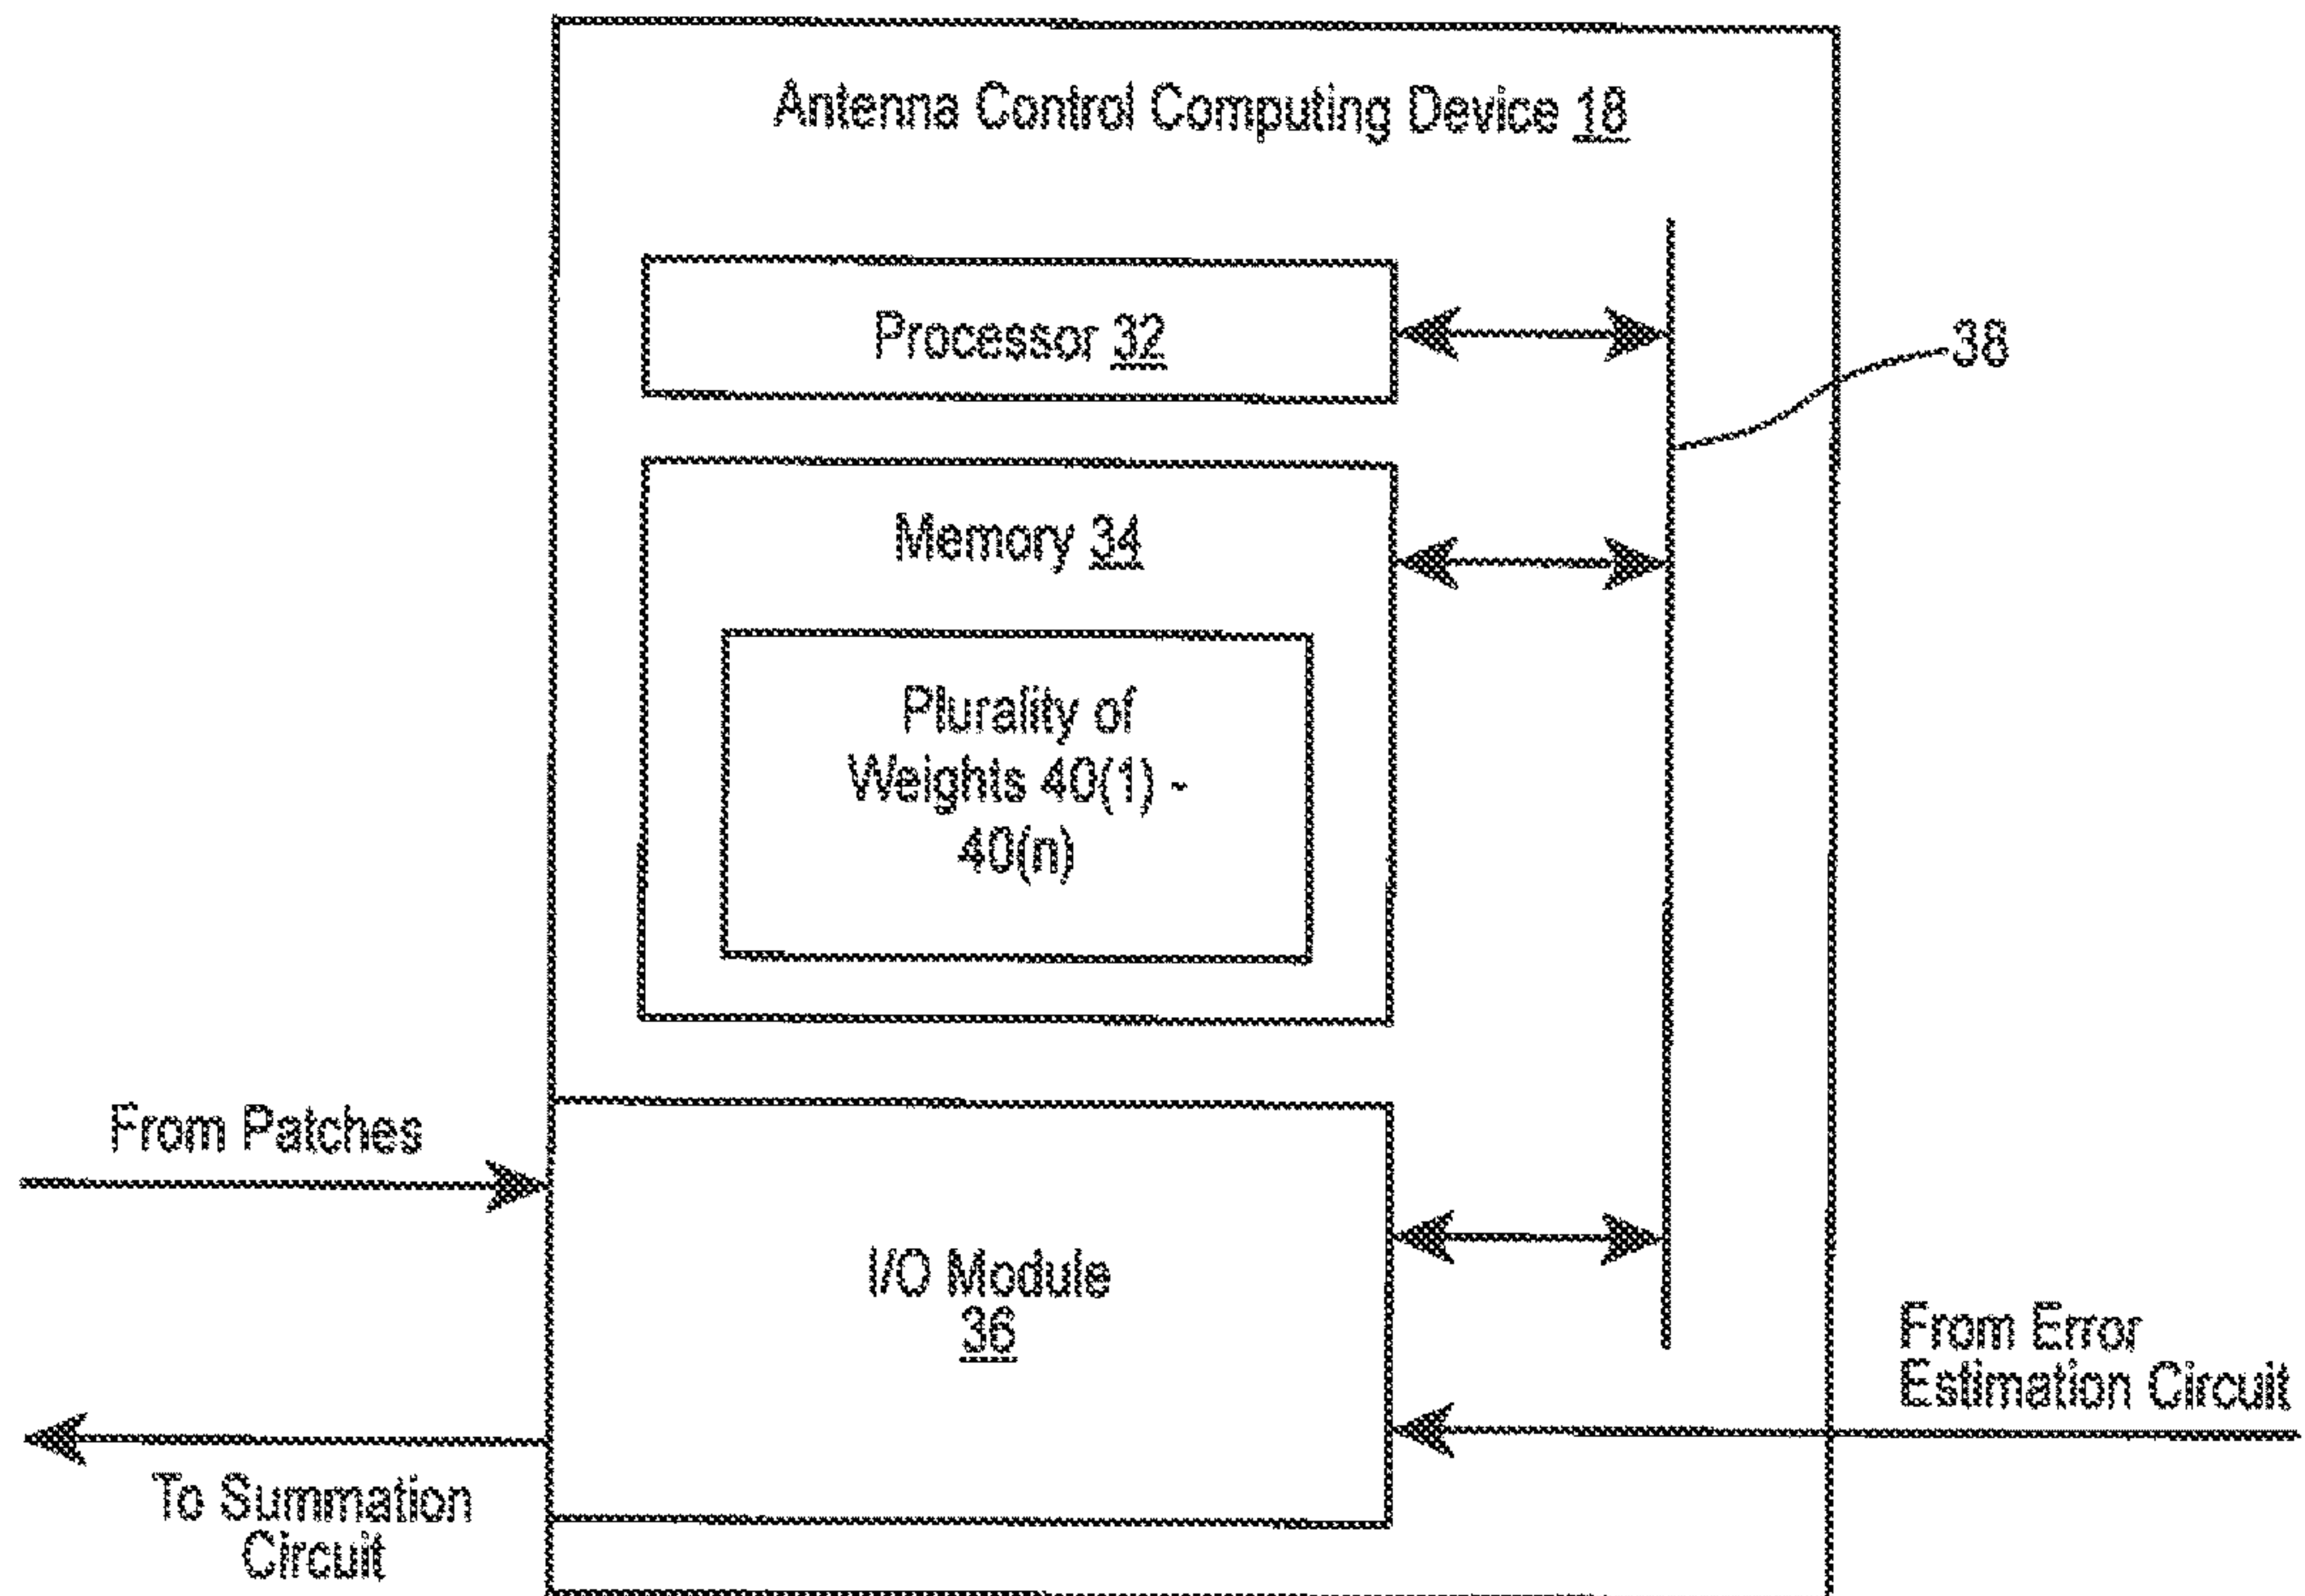 Antenna Control Computing Device 18
Processor 32
38
Memory 34
Plurality of
Weights 40(1) -
40(n)
From Patches
I/O Module
36
From Error
Estimation Circuit
To Summation
Circuit